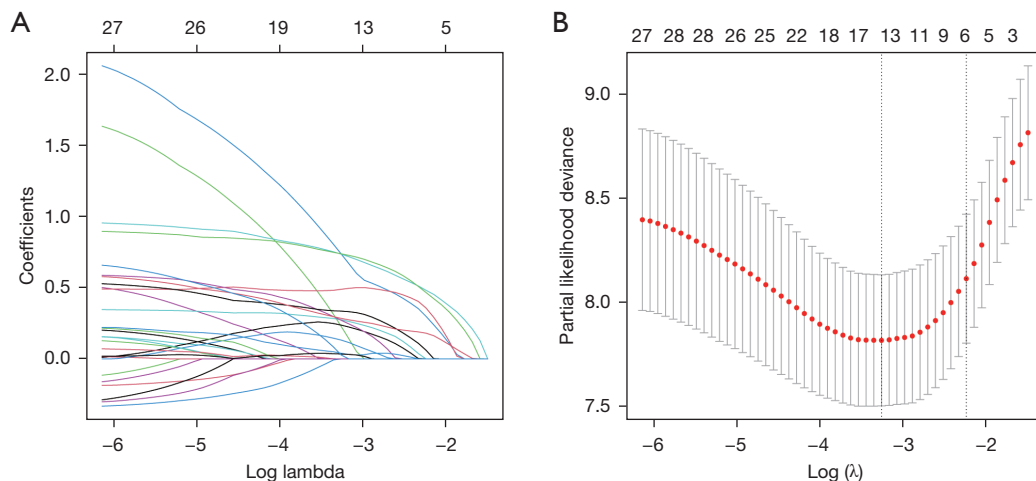 A
27 26 19 13 5
2.0
1.5
1.0
0.5
0.0
Coefficients
−6 −5 −4 −3 −2
Log lambda
B
27 28 28 26 25 22 18 17 13 11 9 6 5 3
9.0
8.5
8.0
7.5
Partial likelihood deviance
−6 −5 −4 −3 −2
Log (λ)